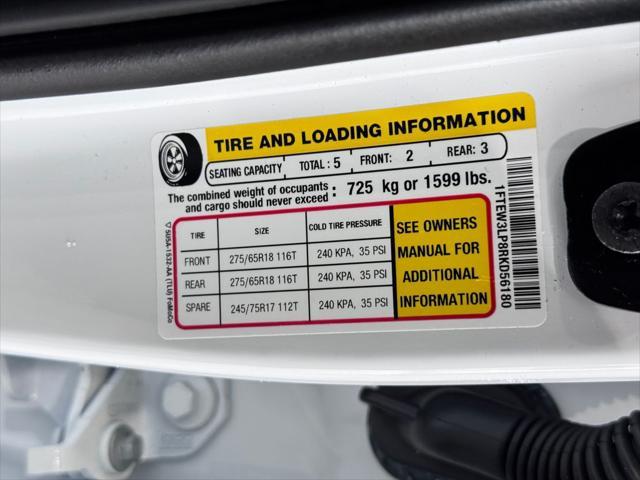 TIRE AND LOADING INFORMATION
SEATING CAPACITY TOTAL : 5 FRONT: 2 REAR: 3
The combined weight of occupants and cargo should never exceed : 725 kg or 1599 lbs.
TIRE SIZE COLD TIRE PRESSURE
FRONT 275/65R18 116T 240 KPA, 35 PSI
REAR 275/65R18 116T 240 KPA, 35 PSI
SPARE 245/75R17 112T 240 KPA, 35 PSI
SEE OWNERS
MANUAL FOR
ADDITIONAL
INFORMATION
1FTEW3LP8RKD56180